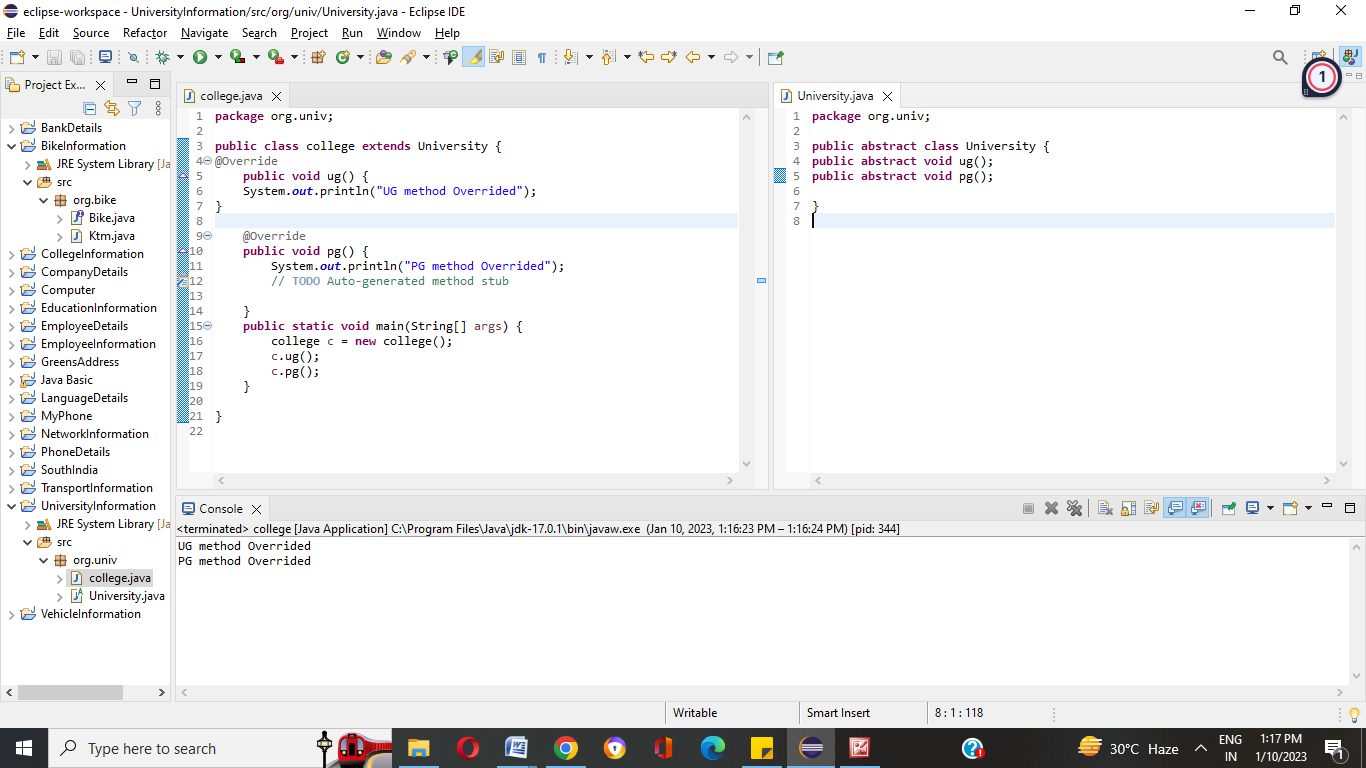 eclipse-workspace - UniversityInformation/src/org/univ/University.java - Eclipse IDE
File Edit Source Refactor Navigate Search Project Run Window Help
1
Project Ex...
BankDetails
BikeInformation
JRE System Library [Ja
src
org.bike
Bike.java
Ktm.java
CollegeInformation
CompanyDetails
Computer
EducationInformation
EmployeeDetails
EmployeeInformation
GreensAddress
Java Basic
LanguageDetails
MyPhone
NetworkInformation
PhoneDetails
SouthIndia
TransportInformation
UniversityInformation
JRE System Library [Ja
src
org.univ
college.java
University.java
VehicleInformation
college.java
1 package org.univ;
2
3 public class college extends University {
4 @Override
5     public void ug() {
6     System.out.println("UG method Overrided");
7 }
8
9     @Override
10     public void pg() {
11         System.out.println("PG method Overrided");
12         // TODO Auto-generated method stub
13
14     }
15     public static void main(String[] args) {
16         college c = new college();
17         c.ug();
18         c.pg();
19     }
20
21 }
22
University.java
1 package org.univ;
2
3 public abstract class University {
4 public abstract void ug();
5 public abstract void pg();
6
7 }
8
Console
<terminated> college [Java Application] C:\Program Files\Java\jdk-17.0.1\bin\javaw.exe (Jan 10, 2023, 1:16:23 PM – 1:16:24 PM) [pid: 344]
UG method Overrided
PG method Overrided
Writable Smart Insert 8 : 1 : 118
Type here to search
30°C Haze
ENG
IN
1:17 PM
1/10/2023
1